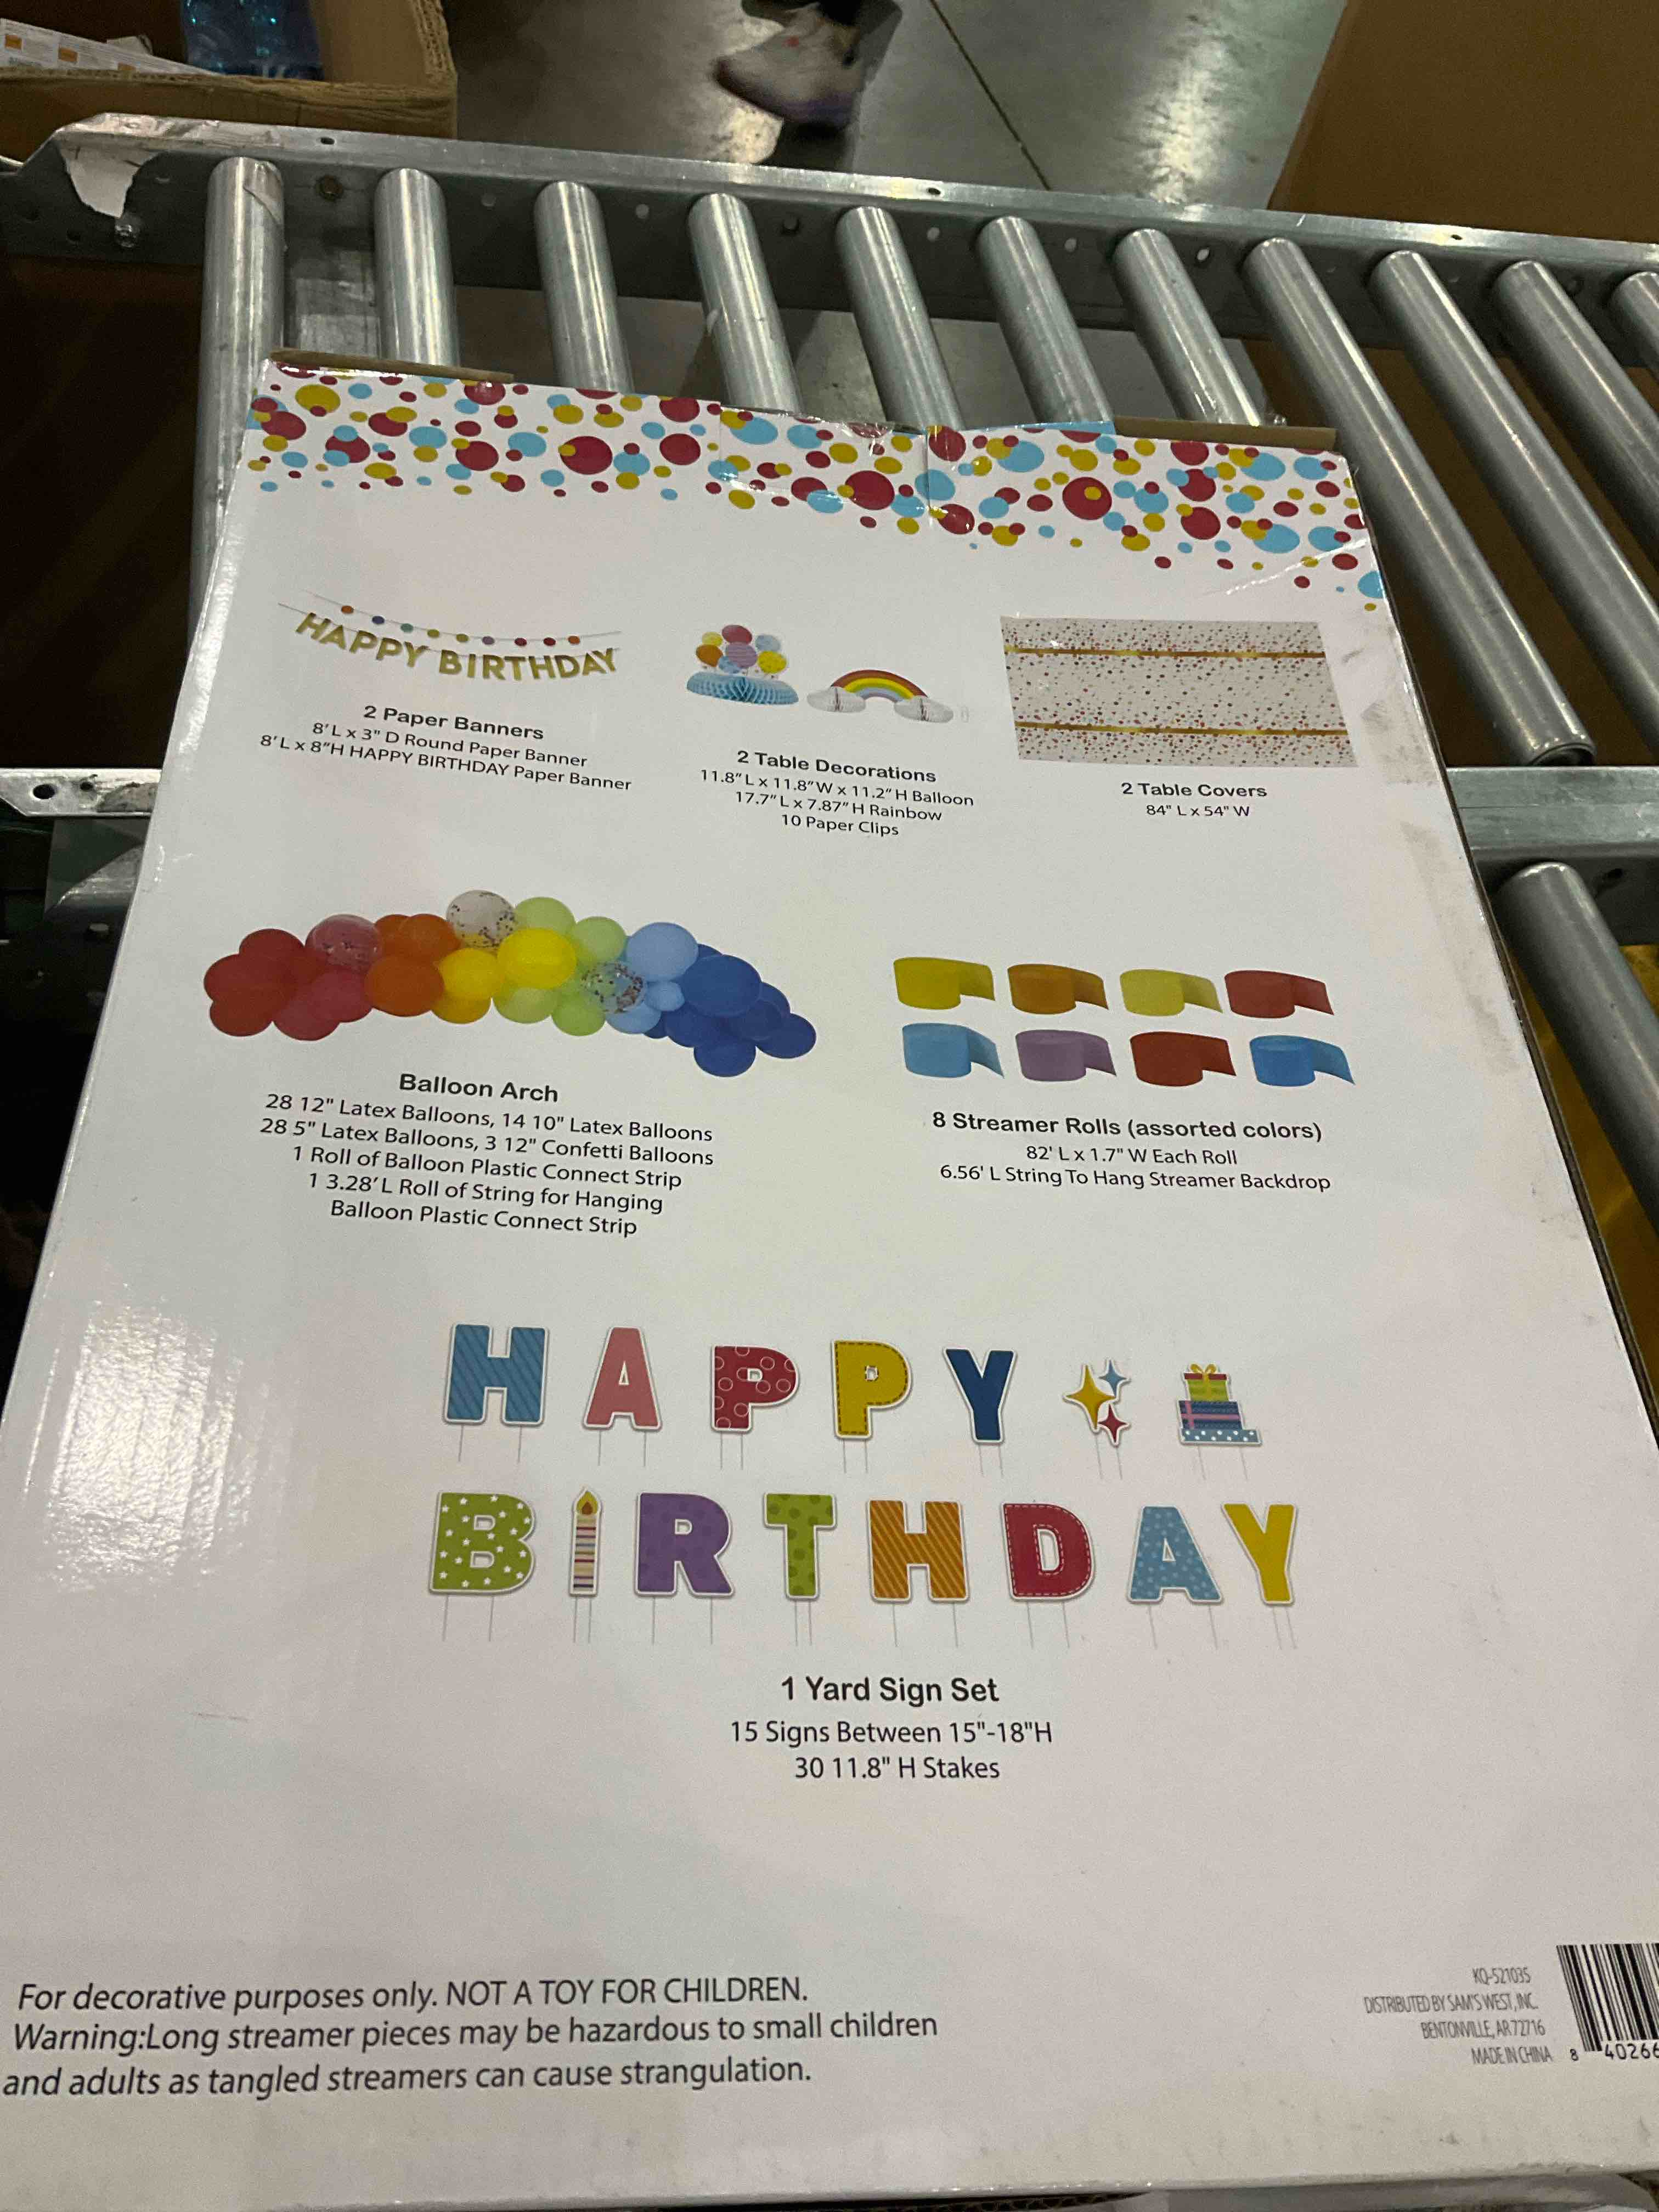 HAPPY BIRTHDAY
2 Paper Banners
8'L x 3" D Round Paper Banner
8'L x 8"H HAPPY BIRTHDAY Paper Banner
2 Table Decorations
11.8"L x 11.8"W x 11.2"H Balloon
17.7"L x 7.87"H Rainbow
10 Paper Clips
2 Table Covers
84" L x 54" W
Balloon Arch
28 12" Latex Balloons, 14 10" Latex Balloons
28 5" Latex Balloons, 3 12" Confetti Balloons
1 Roll of Balloon Plastic Connect Strip
1 3.28'L Roll of String for Hanging
Balloon Plastic Connect Strip
8 Streamer Rolls (assorted colors)
82' L x 1.7" W Each Roll
6.56' L String To Hang Streamer Backdrop
HAPPY
BIRTHDAY
1 Yard Sign Set
15 Signs Between 15"-18"H
30 11.8" H Stakes
For decorative purposes only. NOT A TOY FOR CHILDREN.
Warning:Long streamer pieces may be hazardous to small children
and adults as tangled streamers can cause strangulation.
KQ-52103S
DISTRIBUTED BY SAM'S WEST, INC.
BENTONVILLE, AR 72716
MADE IN CHINA
8 40266